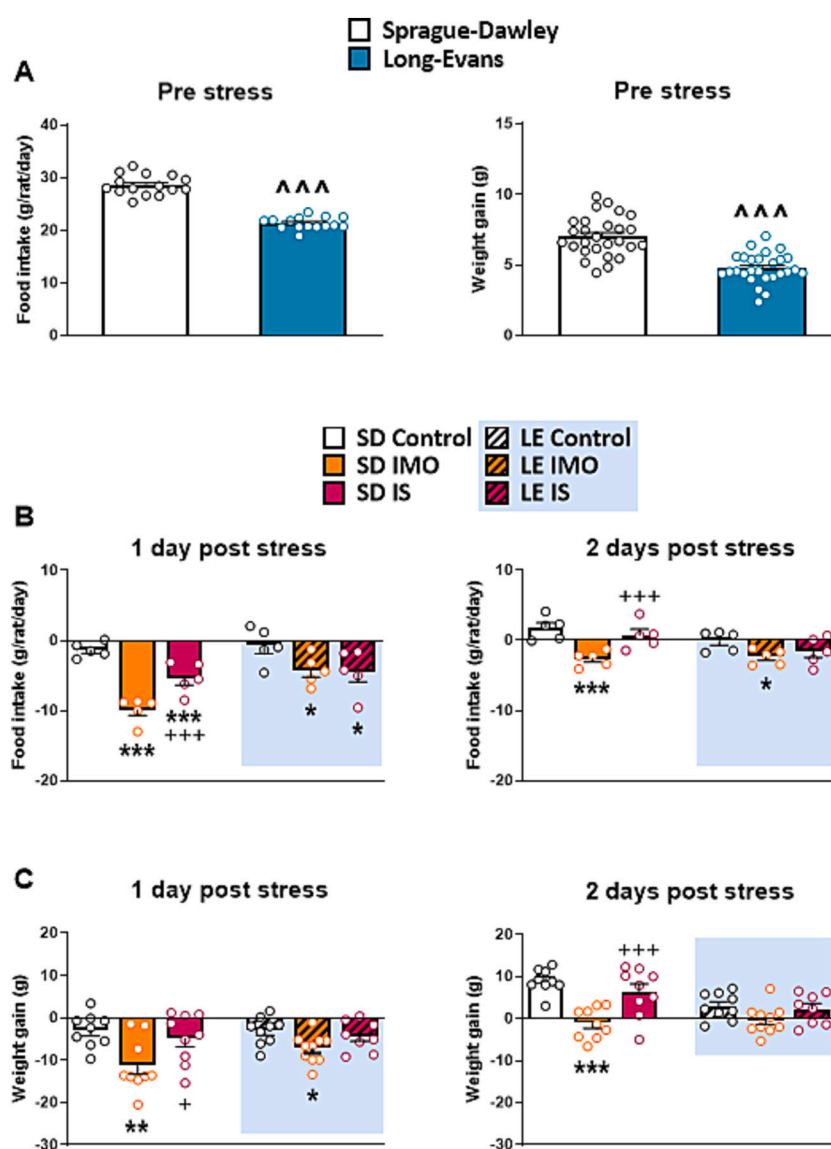 Sprague-Dawley
Long-Evans
A
Pre stress
Food intake (g/rat/day)
40
30
20
10
0
^^^
Pre stress
Weight gain (g)
15
10
5
0
^^^
SD Control
SD IMO
SD IS
LE Control
LE IMO
LE IS
B
1 day post stress
Food intake (g/rat/day)
10
0
-10
-20
***
***
+++
*
*
2 days post stress
Food intake (g/rat/day)
10
0
-10
-20
***
+++
*
C
1 day post stress
Weight gain (g)
20
10
0
-10
-20
-30
**
+
*
2 days post stress
Weight gain (g)
20
10
0
-10
-20
-30
***
+++